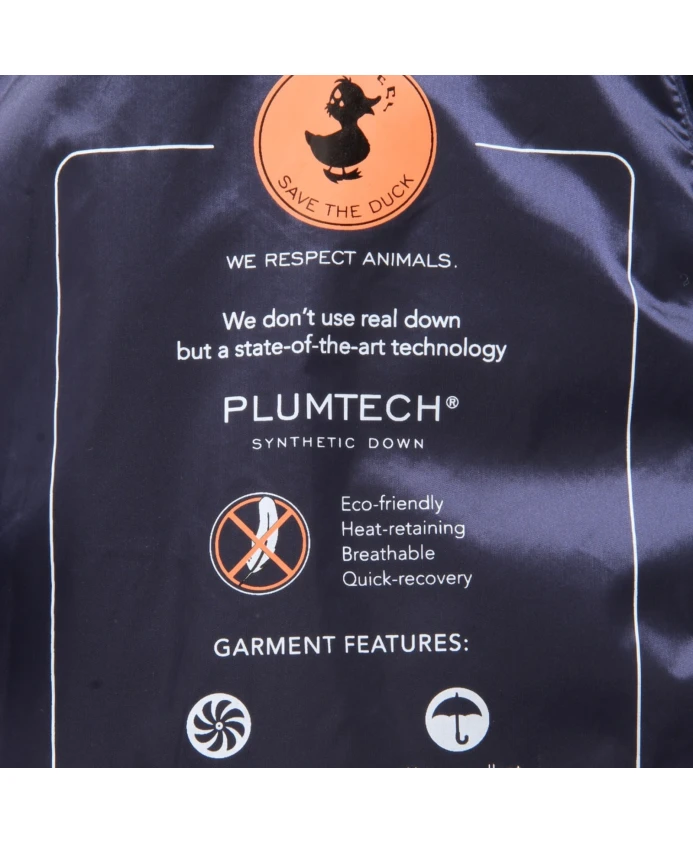 SAVE THE DUCK
WE RESPECT ANIMALS.
We don't use real down
but a state-of-the-art technology
PLUMTECH®
SYNTHETIC DOWN
Eco-friendly
Heat-retaining
Breathable
Quick-recovery
GARMENT FEATURES: